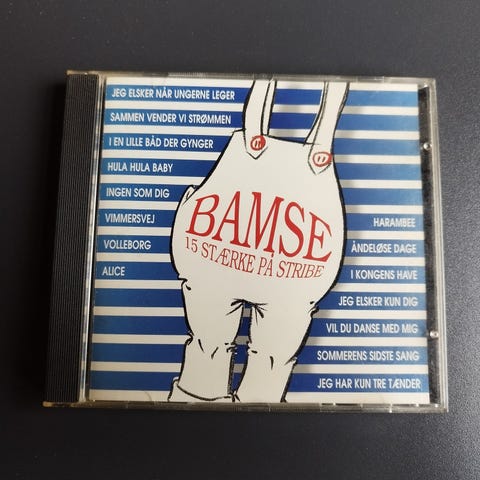 JEG ELSKER NÅR UNGERNE LEGER
SAMMEN VENDER VI STRØMMEN
I EN LILLE BÅD DER GYNGER
HULA HULA BABY
INGEN SOM DIG
VIMMERSVEJ
VOLLEBORG
ALICE
BAMSE
15 STÆRKE PÅ STRIBE
HARAMBEE
ÅNDELØSE DAGE
I KONGENS HAVE
JEG ELSKER KUN DIG
VIL DU DANSE MED MIG
SOMMERENS SIDSTE SANG
JEG HAR KUN TRE TÆNDER